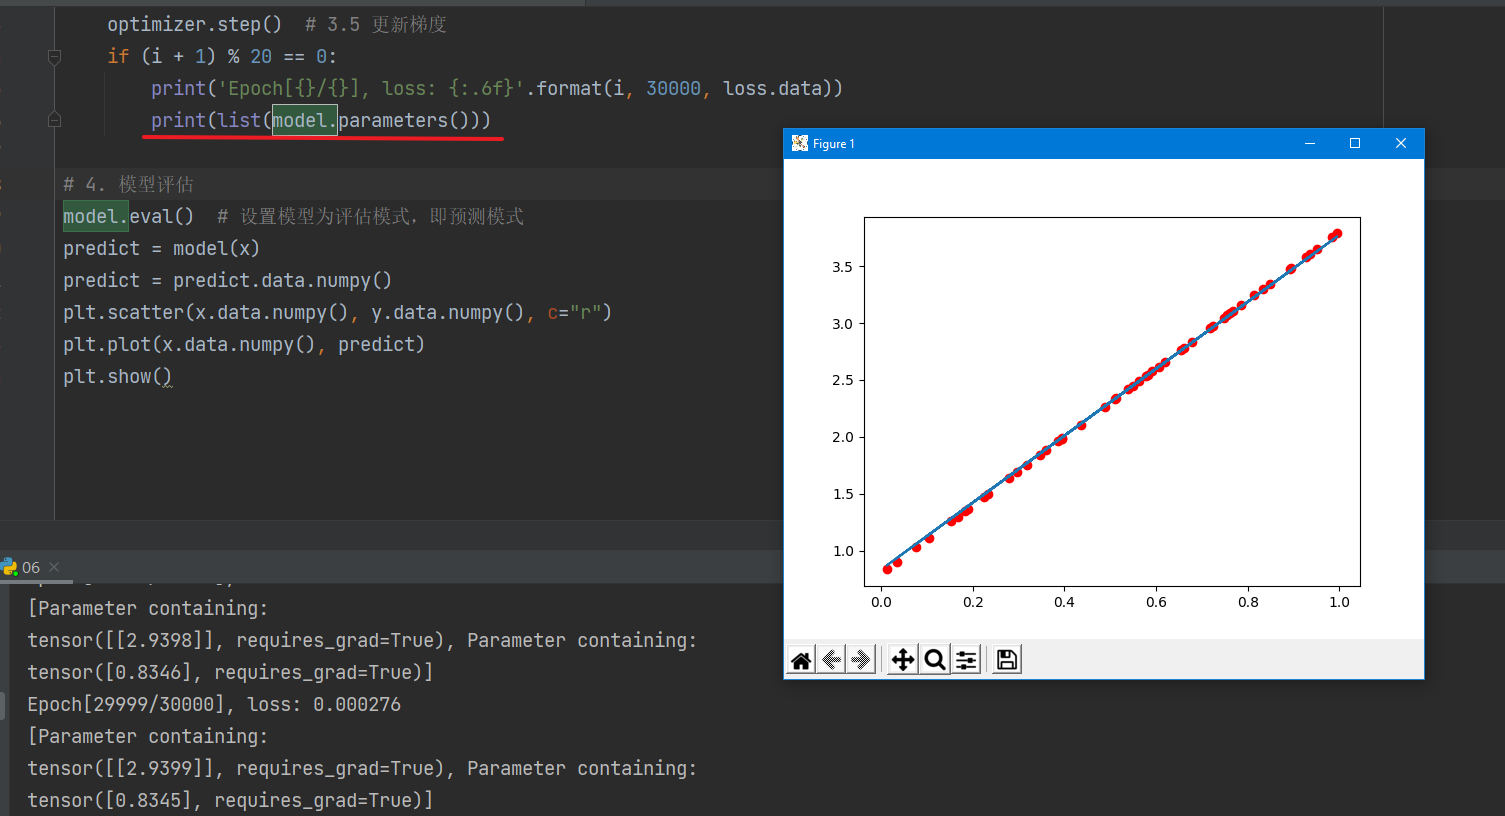 optimizer.step()  # 3.5 更新梯度
if (i + 1) % 20 == 0:
print('Epoch[{}/{}], loss: {:.6f}'.format(i, 30000, loss.data))
print(list(model.parameters()))
# 4. 模型评估
model.eval()  # 设置模型为评估模式，即预测模式
predict = model(x)
predict = predict.data.numpy()
plt.scatter(x.data.numpy(), y.data.numpy(), c="r")
plt.plot(x.data.numpy(), predict)
plt.show()
Figure 1
3.5
3.0
2.5
2.0
1.5
1.0
0.0 0.2 0.4 0.6 0.8 1.0
06
[Parameter containing:
tensor([[2.9398]], requires_grad=True), Parameter containing:
tensor([0.8346], requires_grad=True)]
Epoch[29999/30000], loss: 0.000276
[Parameter containing:
tensor([[2.9399]], requires_grad=True), Parameter containing:
tensor([0.8345], requires_grad=True)]